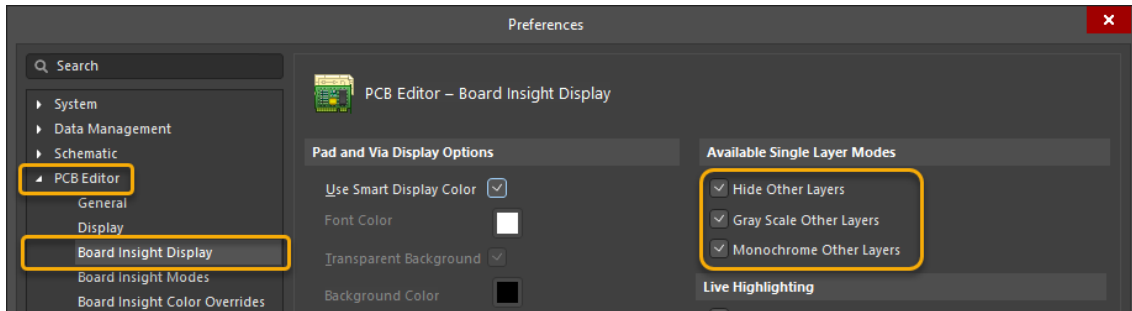 Preferences
Search
System
Data Management
Schematic
PCB Editor
General
Display
Board Insight Display
Board Insight Modes
Board Insight Color Overrides
PCB Editor – Board Insight Display
Pad and Via Display Options
Use Smart Display Color
Font Color
Transparent Background
Background Color
Available Single Layer Modes
Hide Other Layers
Gray Scale Other Layers
Monochrome Other Layers
Live Highlighting